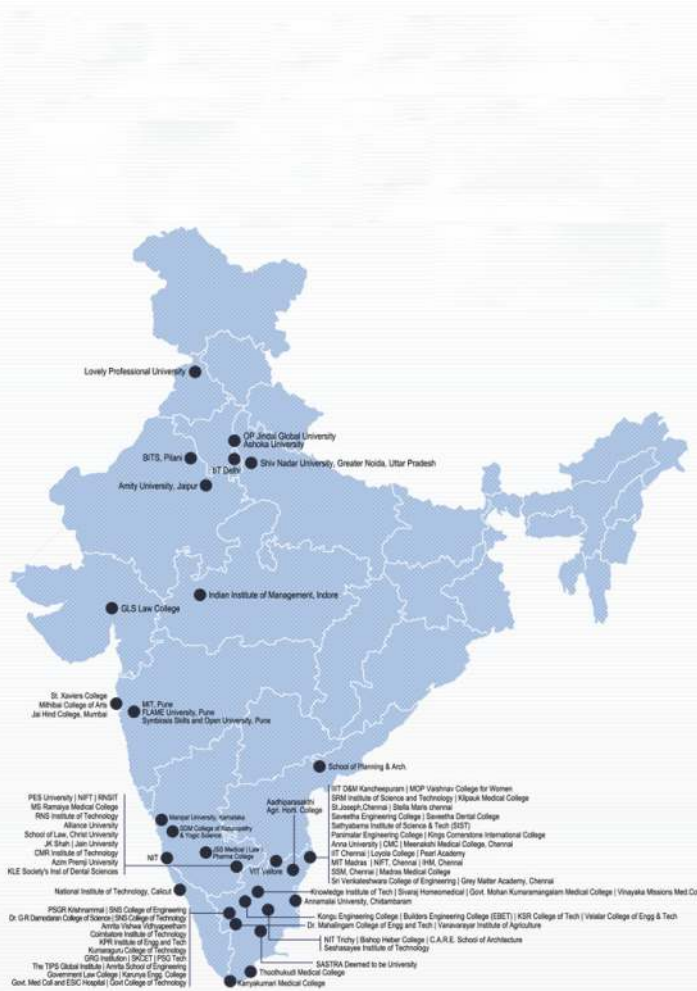 Lovely Professional University
OP Jindal Global University
Ashoka University
BITS, Pilani
bT Delhi
Shiv Nadar University, Greater Noida, Uttar Pradesh
Amity University, Jaipur
Indian Institute of Management, Indore
GLS Law College
St. Xaviers College
Mithibai College of Arts
Jai Hind College, Mumbai
MIT, Pune
FLAME University, Pune
Symbiosis Skills and Open University, Pune
School of Planning & Arch.
PES University | NIFT | RNSIT
MS Ramaiya Medical College
RNS Institute of Technology
Alliance University
School of Law, Christ University
JK Shah | Jain University
CMR Institute of Technology
Azim Premji University
KLE Society's Inst of Dental Sciences
Manipal University, Karnataka
SDM College of Naturopathy
& Yogic Science
NIT
JSS Medical | Law |
Pharma College
Aadhiparasakthi
Agri. Horti. College
VIT Vellore
IIIT D&M Kancheepuram | MOP Vaishnav College for Women
SRM Institute of Science and Technology | Kilpauk Medical College
St.Joseph,Chennai | Stella Maris chennai
Saveetha Engineering College | Saveetha Dental College
Sathyabama Institute of Science & Tech (SIST)
Panimalar Engineering College | Kings Cornerstone International College
Anna University | CMC | Meenakshi Medical College, Chennai
IIT Chennai | Loyola College | Pearl Academy
MIT Madras | NIFT, Chennai | IHM, Chennai
SSM, Chennai | Madras Medical College
Sri Venkateshwara College of Engineering | Grey Matter Academy, Chennai
National Institute of Technology, Calicut
Knowledge Institute of Tech | Sivaraj Homeomedical | Govt. Mohan Kumaramangalam Medical College | Vinayaka Missions Med.Co
Annamalai University, Chidambaram
Kongu Engineering College | Builders Engineering College (EBET) | KSR College of Tech | Velalar College of Engg & Tech
Dr. Mahalingam College of Engg and Tech | Vanavarayar Institute of Agriculture
PSGR Krishnammal | SNS College of Engineering
Dr. G R Damodaran College of Science | SNS College of Technology
Amrita Vishwa Vidhyapeetham
Coimbatore Institute of Technology
KPR Institute of Engg and Tech
Kumaraguru College of Technology
GRG Institution | SKCET | PSG Tech
The TIPS Global Institute | Amrita School of Engineering
Government Law College | Karunya Engg. College
Govt. Med Coll and ESIC Hospital | Govt College of Technology
NIT Trichy | Bishop Heber College | C.A.R.E. School of Architecture
Seshasayee Institute of Technology
SASTRA Deemed to be University
Thoothukudi Medical College
Kanyakumari Medical College